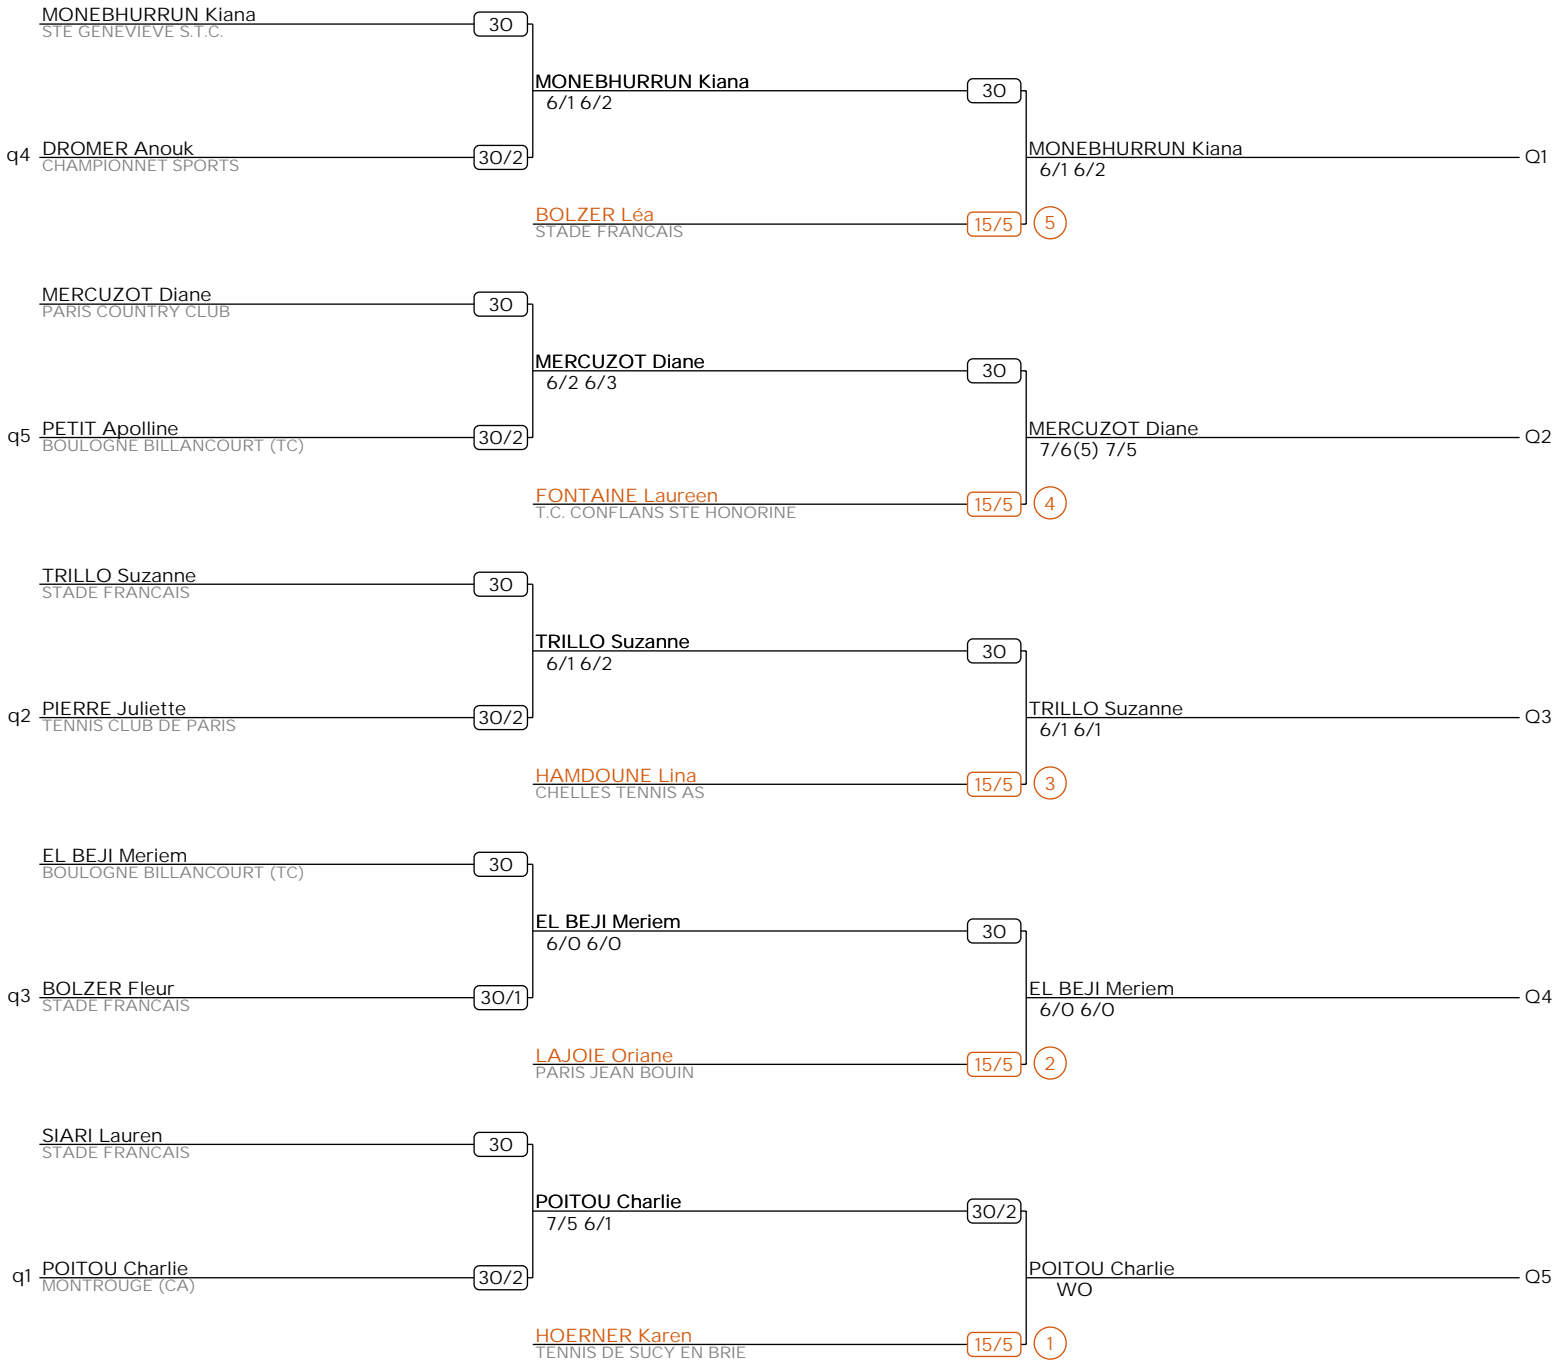 MONEBHURRUN Kiana
STE GENEVIEVE S.T.C.
30
MONEBHURRUN Kiana
6/1 6/2
30
q4 DROMER Anouk
CHAMPIONNET SPORTS
30/2
MONEBHURRUN Kiana
6/1 6/2
Q1
BOLZER Léa
STADE FRANCAIS
15/5
5
MERCUZOT Diane
PARIS COUNTRY CLUB
30
MERCUZOT Diane
6/2 6/3
30
q5 PETIT Apolline
BOULOGNE BILLANCOURT (TC)
30/2
MERCUZOT Diane
7/6(5) 7/5
Q2
FONTAINE Laureen
T.C. CONFLANS STE HONORINE
15/5
4
TRILLO Suzanne
STADE FRANCAIS
30
TRILLO Suzanne
6/1 6/2
30
q2 PIERRE Juliette
TENNIS CLUB DE PARIS
30/2
TRILLO Suzanne
6/1 6/1
Q3
HAMDOUNE Lina
CHELLES TENNIS AS
15/5
3
EL BEJI Meriem
BOULOGNE BILLANCOURT (TC)
30
EL BEJI Meriem
6/0 6/0
30
q3 BOLZER Fleur
STADE FRANCAIS
30/1
EL BEJI Meriem
6/0 6/0
Q4
LAJOIE Oriane
PARIS JEAN BOUIN
15/5
2
SIARI Lauren
STADE FRANCAIS
30
POITOU Charlie
7/5 6/1
30/2
q1 POITOU Charlie
MONTROUGE (CA)
30/2
POITOU Charlie
WO
Q5
HOERNER Karen
TENNIS DE SUCY EN BRIE
15/5
1